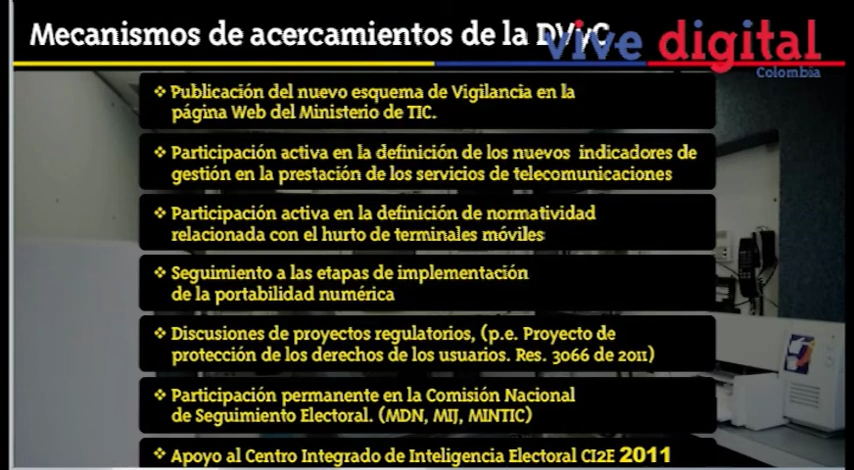 Mecanismos de acercamientos de la DVyC
vive digital
Colombia
❖ Publicación del nuevo esquema de Vigilancia en la
página Web del Ministerio de TIC.
❖ Participación activa en la definición de los nuevos indicadores de
gestión en la prestación de los servicios de telecomunicaciones
❖ Participación activa en la definición de normatividad
relacionada con el hurto de terminales móviles
❖ Seguimiento a las etapas de implementación
de la portabilidad numérica
❖ Discusiones de proyectos regulatorios, (p.e. Proyecto de
protección de los derechos de los usuarios. Res. 3066 de 2011)
❖ Participación permanente en la Comisión Nacional
de Seguimiento Electoral. (MDN, MIJ, MINTIC)
❖ Apoyo al Centro Integrado de Inteligencia Electoral CI2E 2011